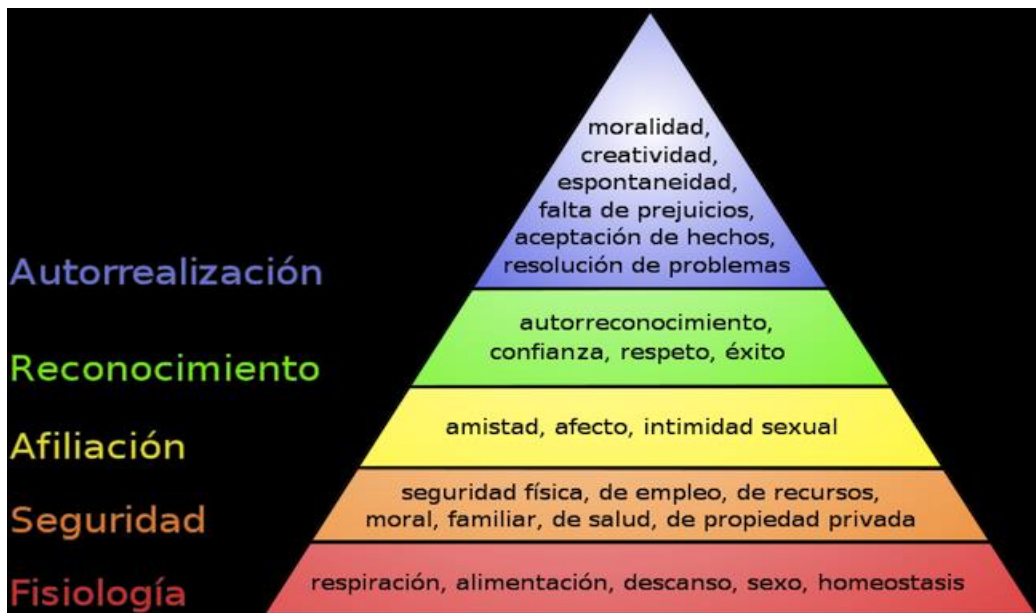 moralidad,
creatividad,
espontaneidad,
falta de prejuicios,
aceptación de hechos,
resolución de problemas
Autorrealización
autorreconocimiento,
confianza, respeto, éxito
Reconocimiento
amistad, afecto, intimidad sexual
Afiliación
seguridad física, de empleo, de recursos,
moral, familiar, de salud, de propiedad privada
Seguridad
respiración, alimentación, descanso, sexo, homeostasis
Fisiología